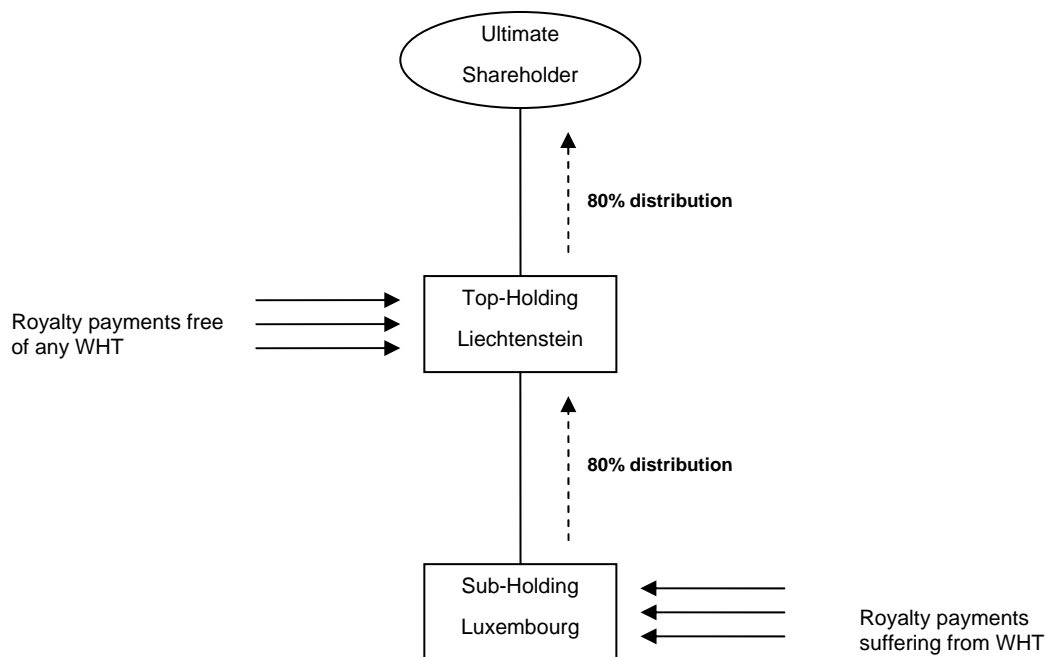 Ultimate
Shareholder
80% distribution
Top-Holding
Liechtenstein
Royalty payments free
of any WHT
80% distribution
Sub-Holding
Luxembourg
Royalty payments
suffering from WHT